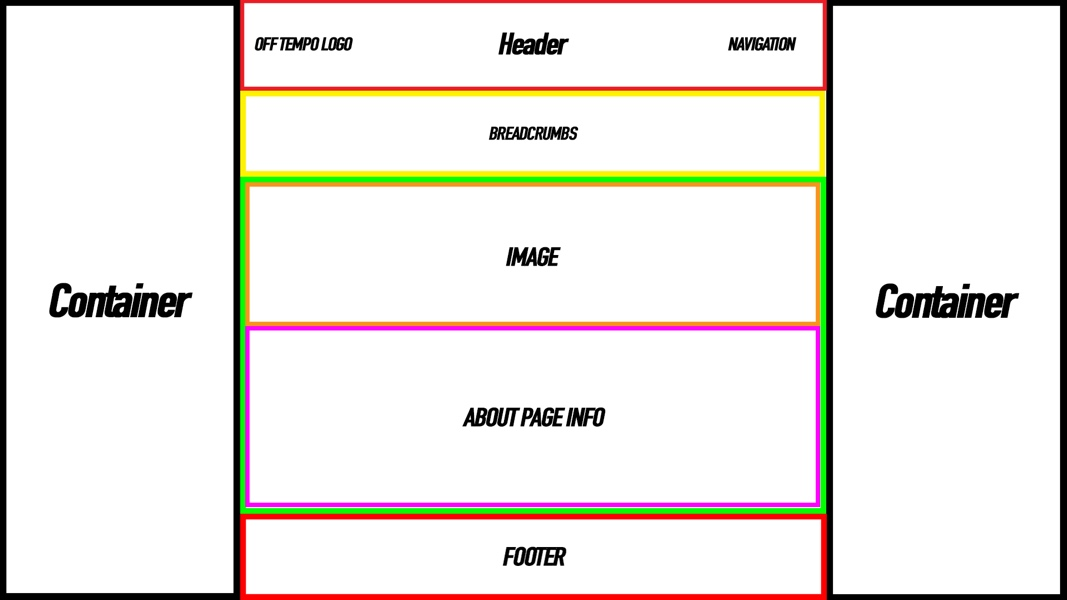 OFF TEMPO LOGO
Header
NAVIGATION
BREADCRUMBS
IMAGE
Container
Container
ABOUT PAGE INFO
FOOTER